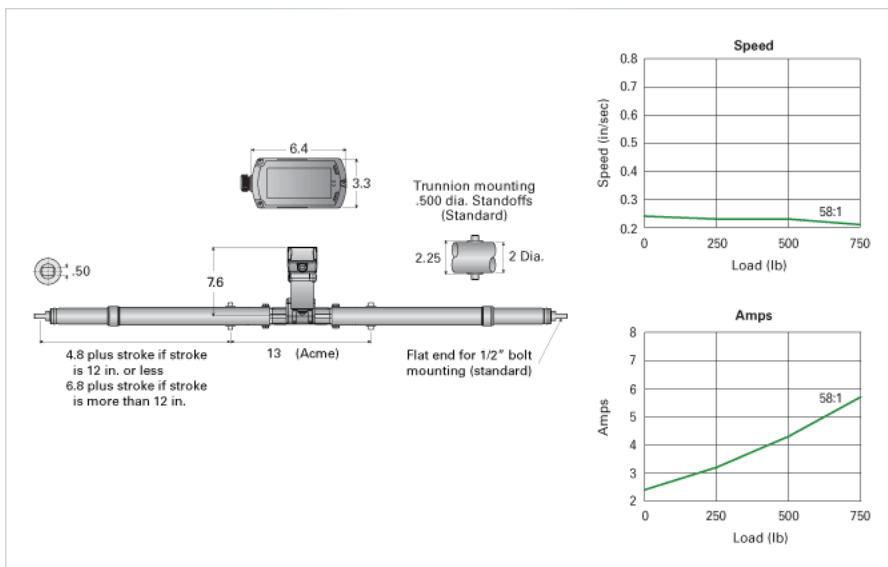 6.4
3.3
Trunnion mounting
.500 dia. Standoffs
(Standard)
2.25
2 Dia.
.50
7.6
4.8 plus stroke if stroke
is 12 in. or less
6.8 plus stroke if stroke
is more than 12 in.
13 (Acme)
Flat end for 1/2" bolt
mounting (standard)
Speed
Speed (in/sec)
0.8
0.7
0.6
0.5
0.4
0.3
0.2
58:1
0 250 500 750
Load (lb)
Amps
Amps
8
7
6
5
4
3
2
58:1
0 250 500 750
Load (lb)